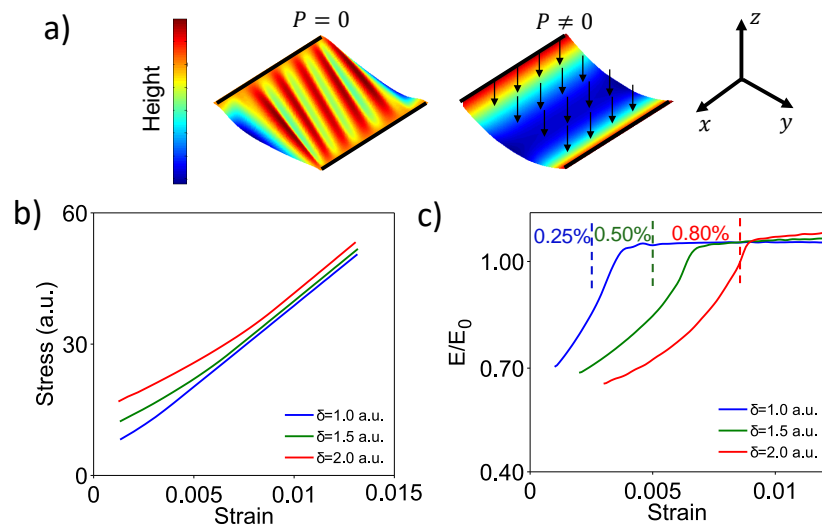 a)
Height
P = 0
P ≠ 0
z
x
y
b)
60
30
0
Stress (a.u.)
δ=1.0 a.u.
δ=1.5 a.u.
δ=2.0 a.u.
0
0.005
0.01
0.015
Strain
c)
1.00
0.70
0.40
E/E₀
0.25%
0.50%
0.80%
δ=1.0 a.u.
δ=1.5 a.u.
δ=2.0 a.u.
0
0.005
0.01
Strain